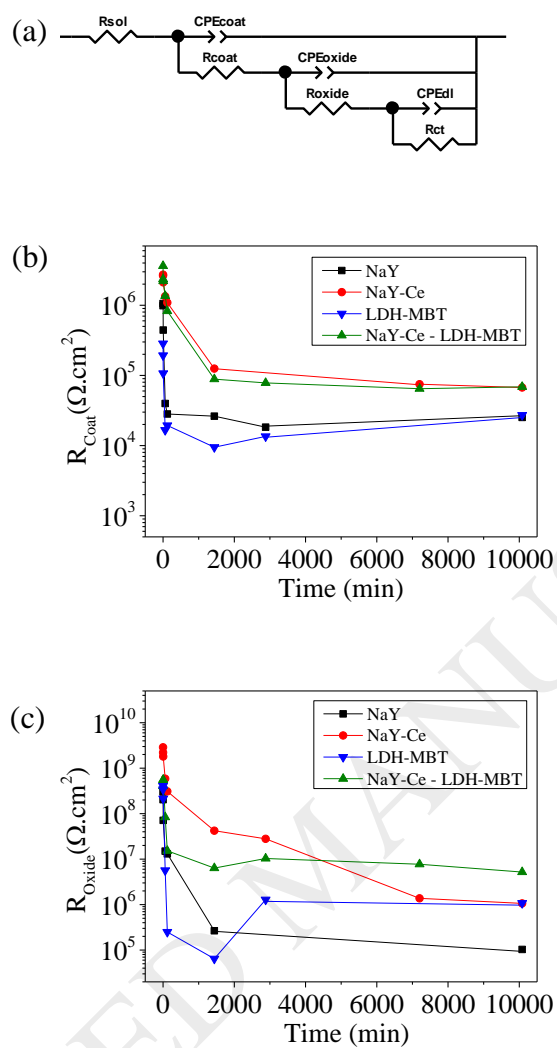 (a)
Rsol
CPEcoat
Rcoat
CPEoxide
Roxide
CPEdl
Rct
(b)
R_Coat (Ω.cm²)
10⁶
10⁵
10⁴
10³
NaY
NaY-Ce
LDH-MBT
NaY-Ce - LDH-MBT
0 2000 4000 6000 8000 10000
Time (min)
(c)
R_Oxide (Ω.cm²)
10¹⁰
10⁹
10⁸
10⁷
10⁶
10⁵
NaY
NaY-Ce
LDH-MBT
NaY-Ce - LDH-MBT
0 2000 4000 6000 8000 10000
Time (min)
ED MANU